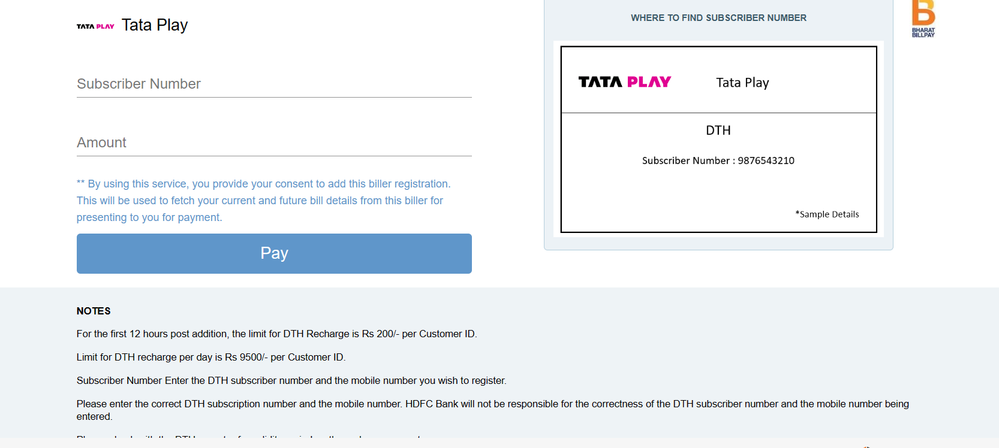 TATA PLAY Tata Play
Subscriber Number
Amount
** By using this service, you provide your consent to add this biller registration.
This will be used to fetch your current and future bill details from this biller for
presenting to you for payment.
Pay
WHERE TO FIND SUBSCRIBER NUMBER
TATA PLAY Tata Play
DTH
Subscriber Number : 9876543210
*Sample Details
B
BHARAT
BILLPAY
NOTES
For the first 12 hours post addition, the limit for DTH Recharge is Rs 200/- per Customer ID.
Limit for DTH recharge per day is Rs 9500/- per Customer ID.
Subscriber Number Enter the DTH subscriber number and the mobile number you wish to register.
Please enter the correct DTH subscription number and the mobile number. HDFC Bank will not be responsible for the correctness of the DTH subscriber number and the mobile number being
entered.